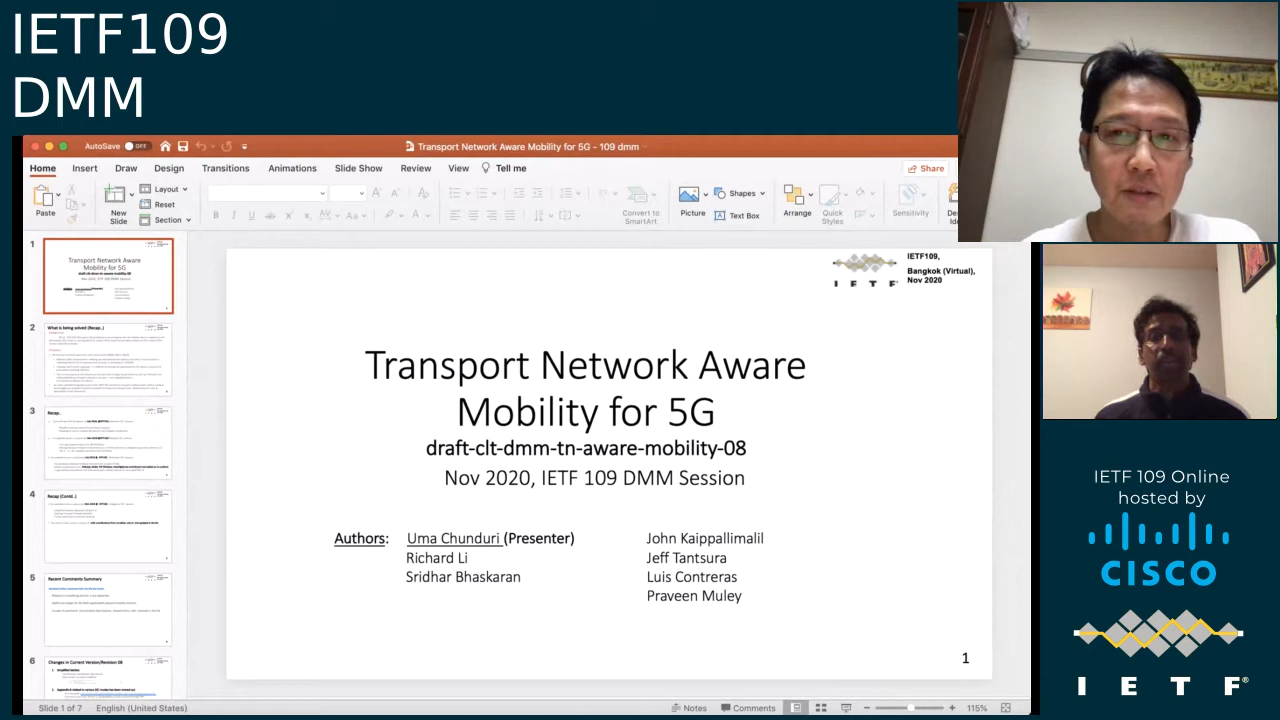 IETF109
DMM
AutoSave OFF
Transport Network Aware Mobility for 5G - 109 dmm
Home Insert Draw Design Transitions Animations Slide Show Review View Tell me
Share
Paste
New
Slide
Layout
Reset
Section
Convert to
SmartArt
Picture
Shapes
Text Box
Arrange
Quick
Styles
Sensitivity
1
Transport Network Aware
Mobility for 5G
2
What is being solved (Recap..)
3
Recap..
4
Recap (Contd..)
5
Recent Comments Summary
6
Changes in Current Version/Revision 08
IETF109,
Bangkok (Virtual),
Nov 2020
I E T F
Transport Network Aware
Mobility for 5G
draft-clt-dmm-tn-aware-mobility-08
Nov 2020, IETF 109 DMM Session
Authors: Uma Chunduri (Presenter)
Richard Li
Sridhar Bhaskaran
John Kaippallimalil
Jeff Tantsura
Luis Contreras
Praveen Muley
1
Slide 1 of 7 English (United States)
Notes Comments
115%
IETF 109 Online
hosted by
CISCO
I E T F®